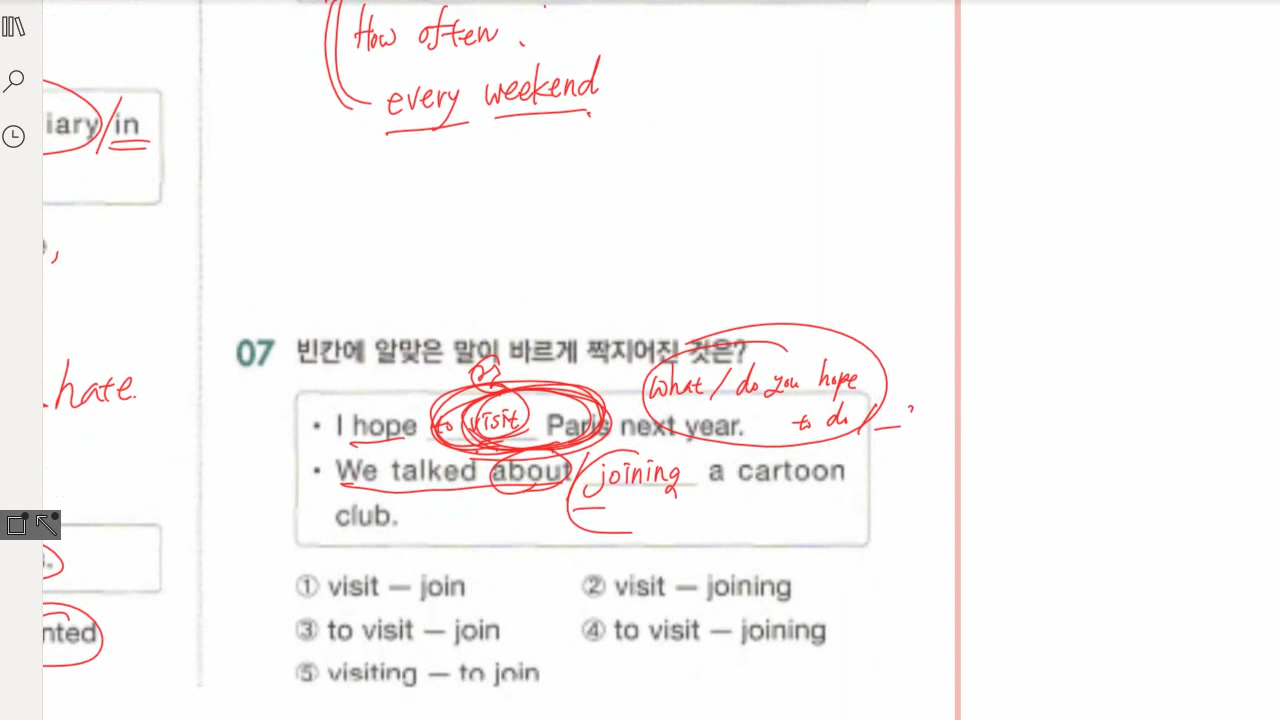 How often.
every weekend
iary/in
,
hate.
.
nted
07 빈칸에 알맞은 말이 바르게 짝지어진 것은?
What / do you hope
to do / _ ?
• I hope to visit Paris next year.
• We talked about / joining a cartoon
club.
① visit — join
② visit — joining
③ to visit — join
④ to visit — joining
⑤ visiting — to join